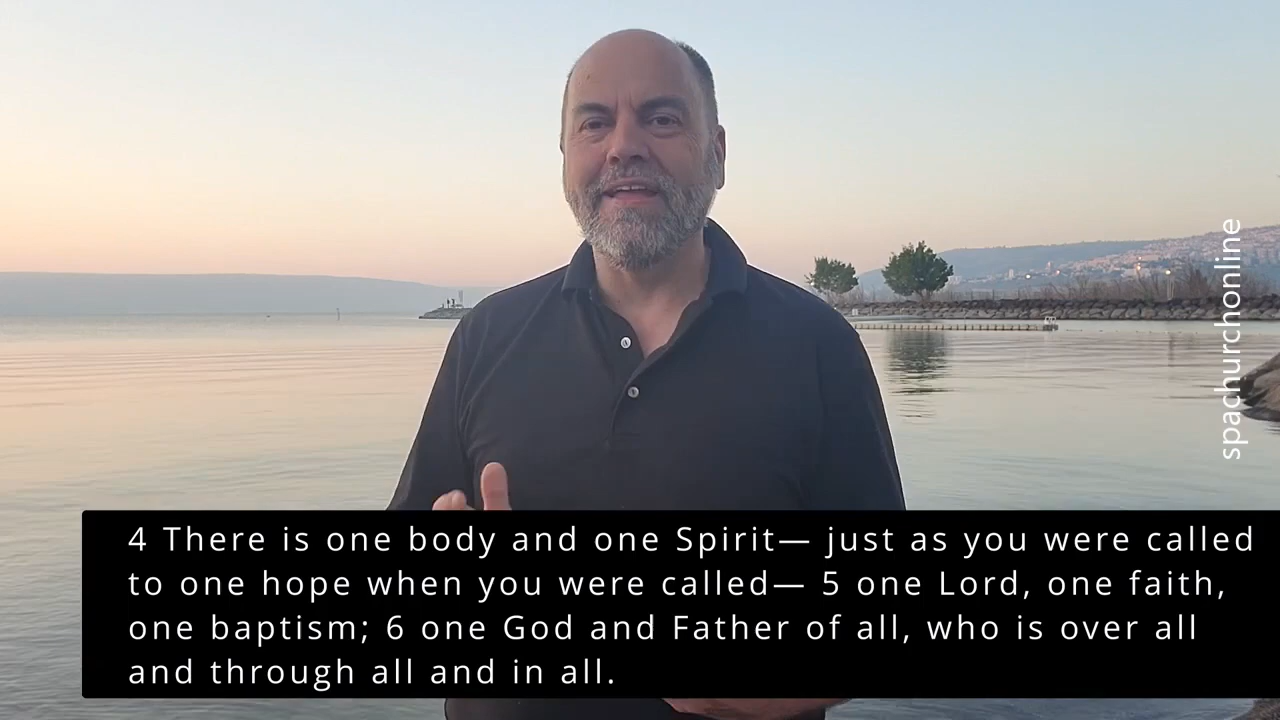 4 There is one body and one Spirit— just as you were called
to one hope when you were called— 5 one Lord, one faith,
one baptism; 6 one God and Father of all, who is over all
and through all and in all.
spachurchonline